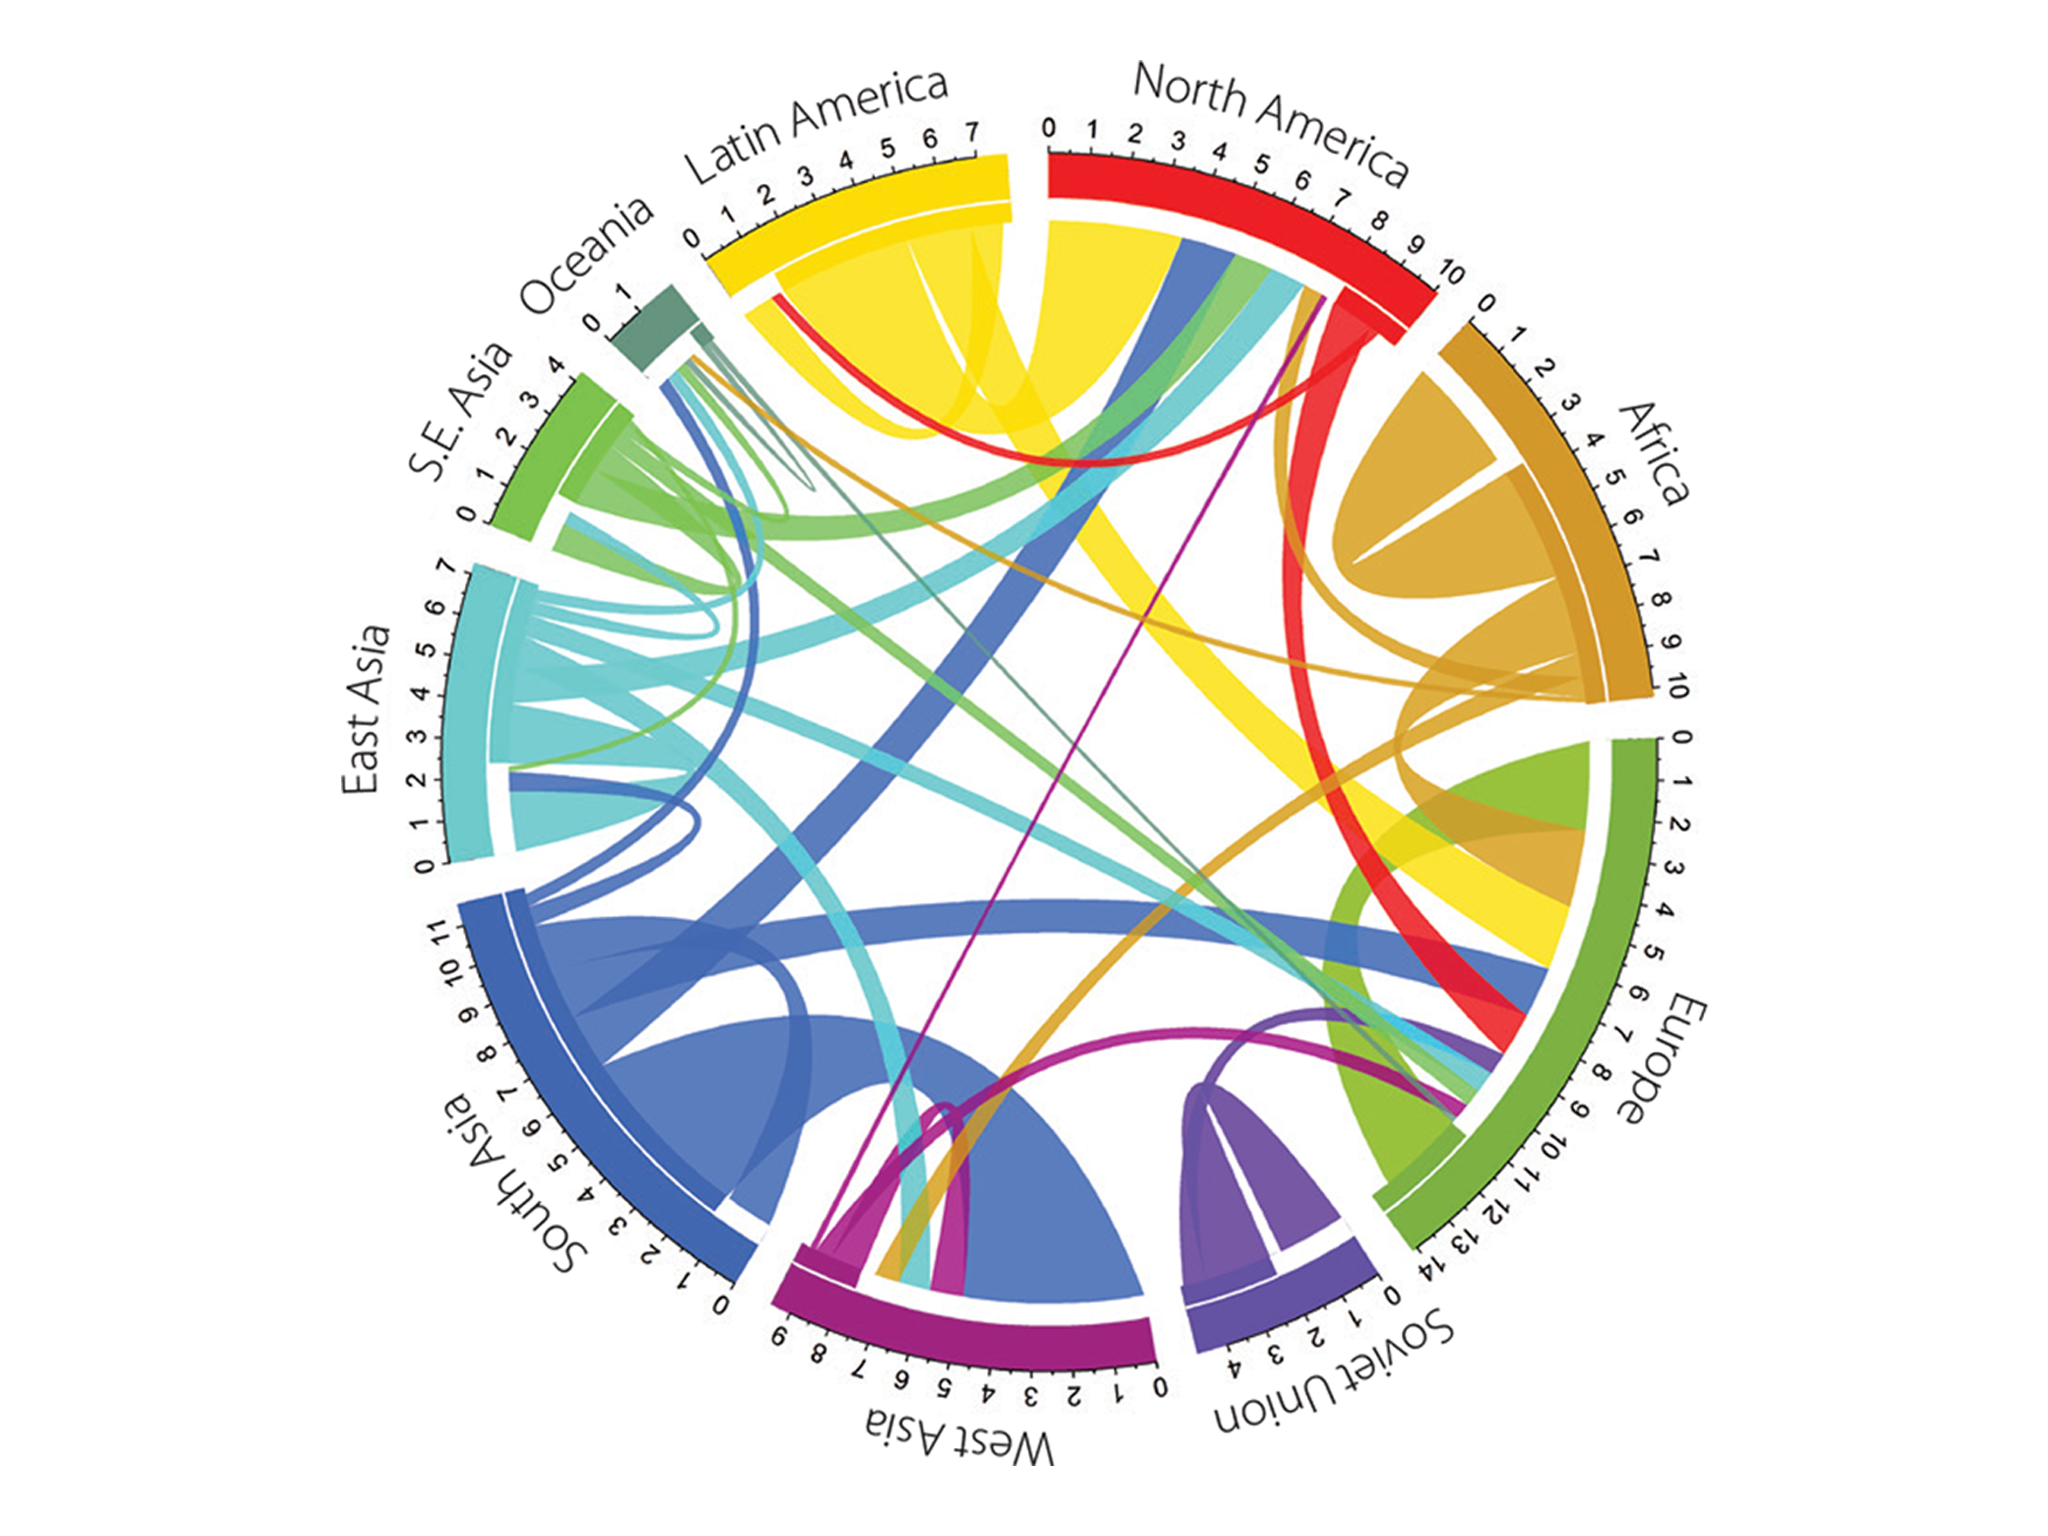 North America
0 1 2 3 4 5 6 7 8 9 10
Africa
0 1 2 3 4 5 6 7 8 9 10
Europe
0 1 2 3 4 5 6 7 8 9 10 11 12 13 14
Soviet Union
0 1 2 3 4
West Asia
0 1 2 3 4 5 6 7 8 9
South Asia
0 1 2 3 4 5 6 7 8 9 10 11
East Asia
0 1 2 3 4 5 6 7
S.E. Asia
0 1 2 3 4
Oceania
0 1
Latin America
0 1 2 3 4 5 6 7